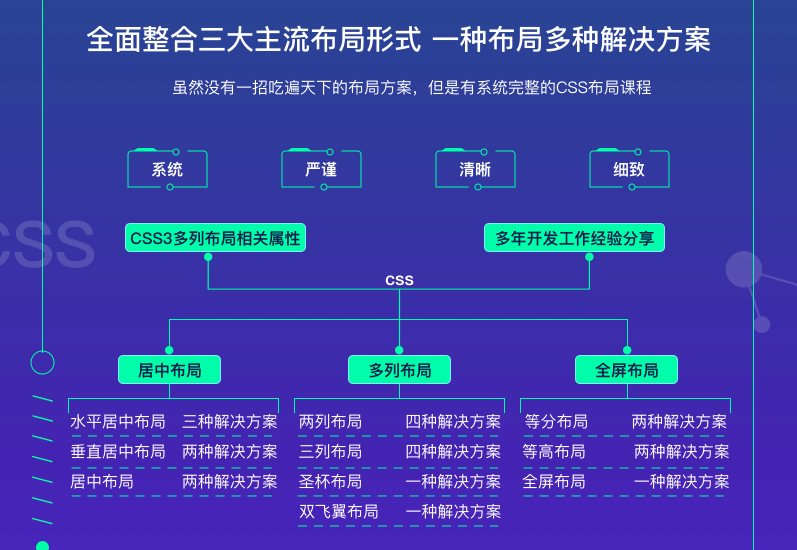 全面整合三大主流布局形式 一种布局多种解决方案
虽然没有一招吃遍天下的布局方案，但是有系统完整的CSS布局课程
系统 严谨 清晰 细致
CSS
CSS3多列布局相关属性 多年开发工作经验分享
CSS
居中布局 多列布局 全屏布局
水平居中布局 三种解决方案 两列布局 四种解决方案 等分布局 两种解决方案
垂直居中布局 两种解决方案 三列布局 四种解决方案 等高布局 两种解决方案
居中布局 两种解决方案 圣杯布局 一种解决方案 全屏布局 一种解决方案
双飞翼布局 一种解决方案